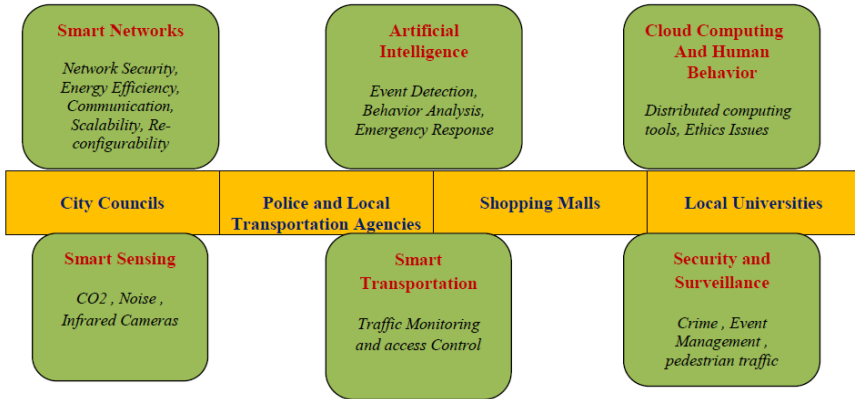 Smart Networks
Network Security,
Energy Efficiency,
Communication,
Scalability, Re-
configurability
Artificial
Intelligence
Event Detection,
Behavior Analysis,
Emergency Response
Cloud Computing
And Human
Behavior
Distributed computing
tools, Ethics Issues
City Councils
Police and Local
Transportation Agencies
Shopping Malls
Local Universities
Smart Sensing
CO2 , Noise ,
Infrared Cameras
Smart
Transportation
Traffic Monitoring
and access Control
Security and
Surveillance
Crime , Event
Management ,
pedestrian traffic